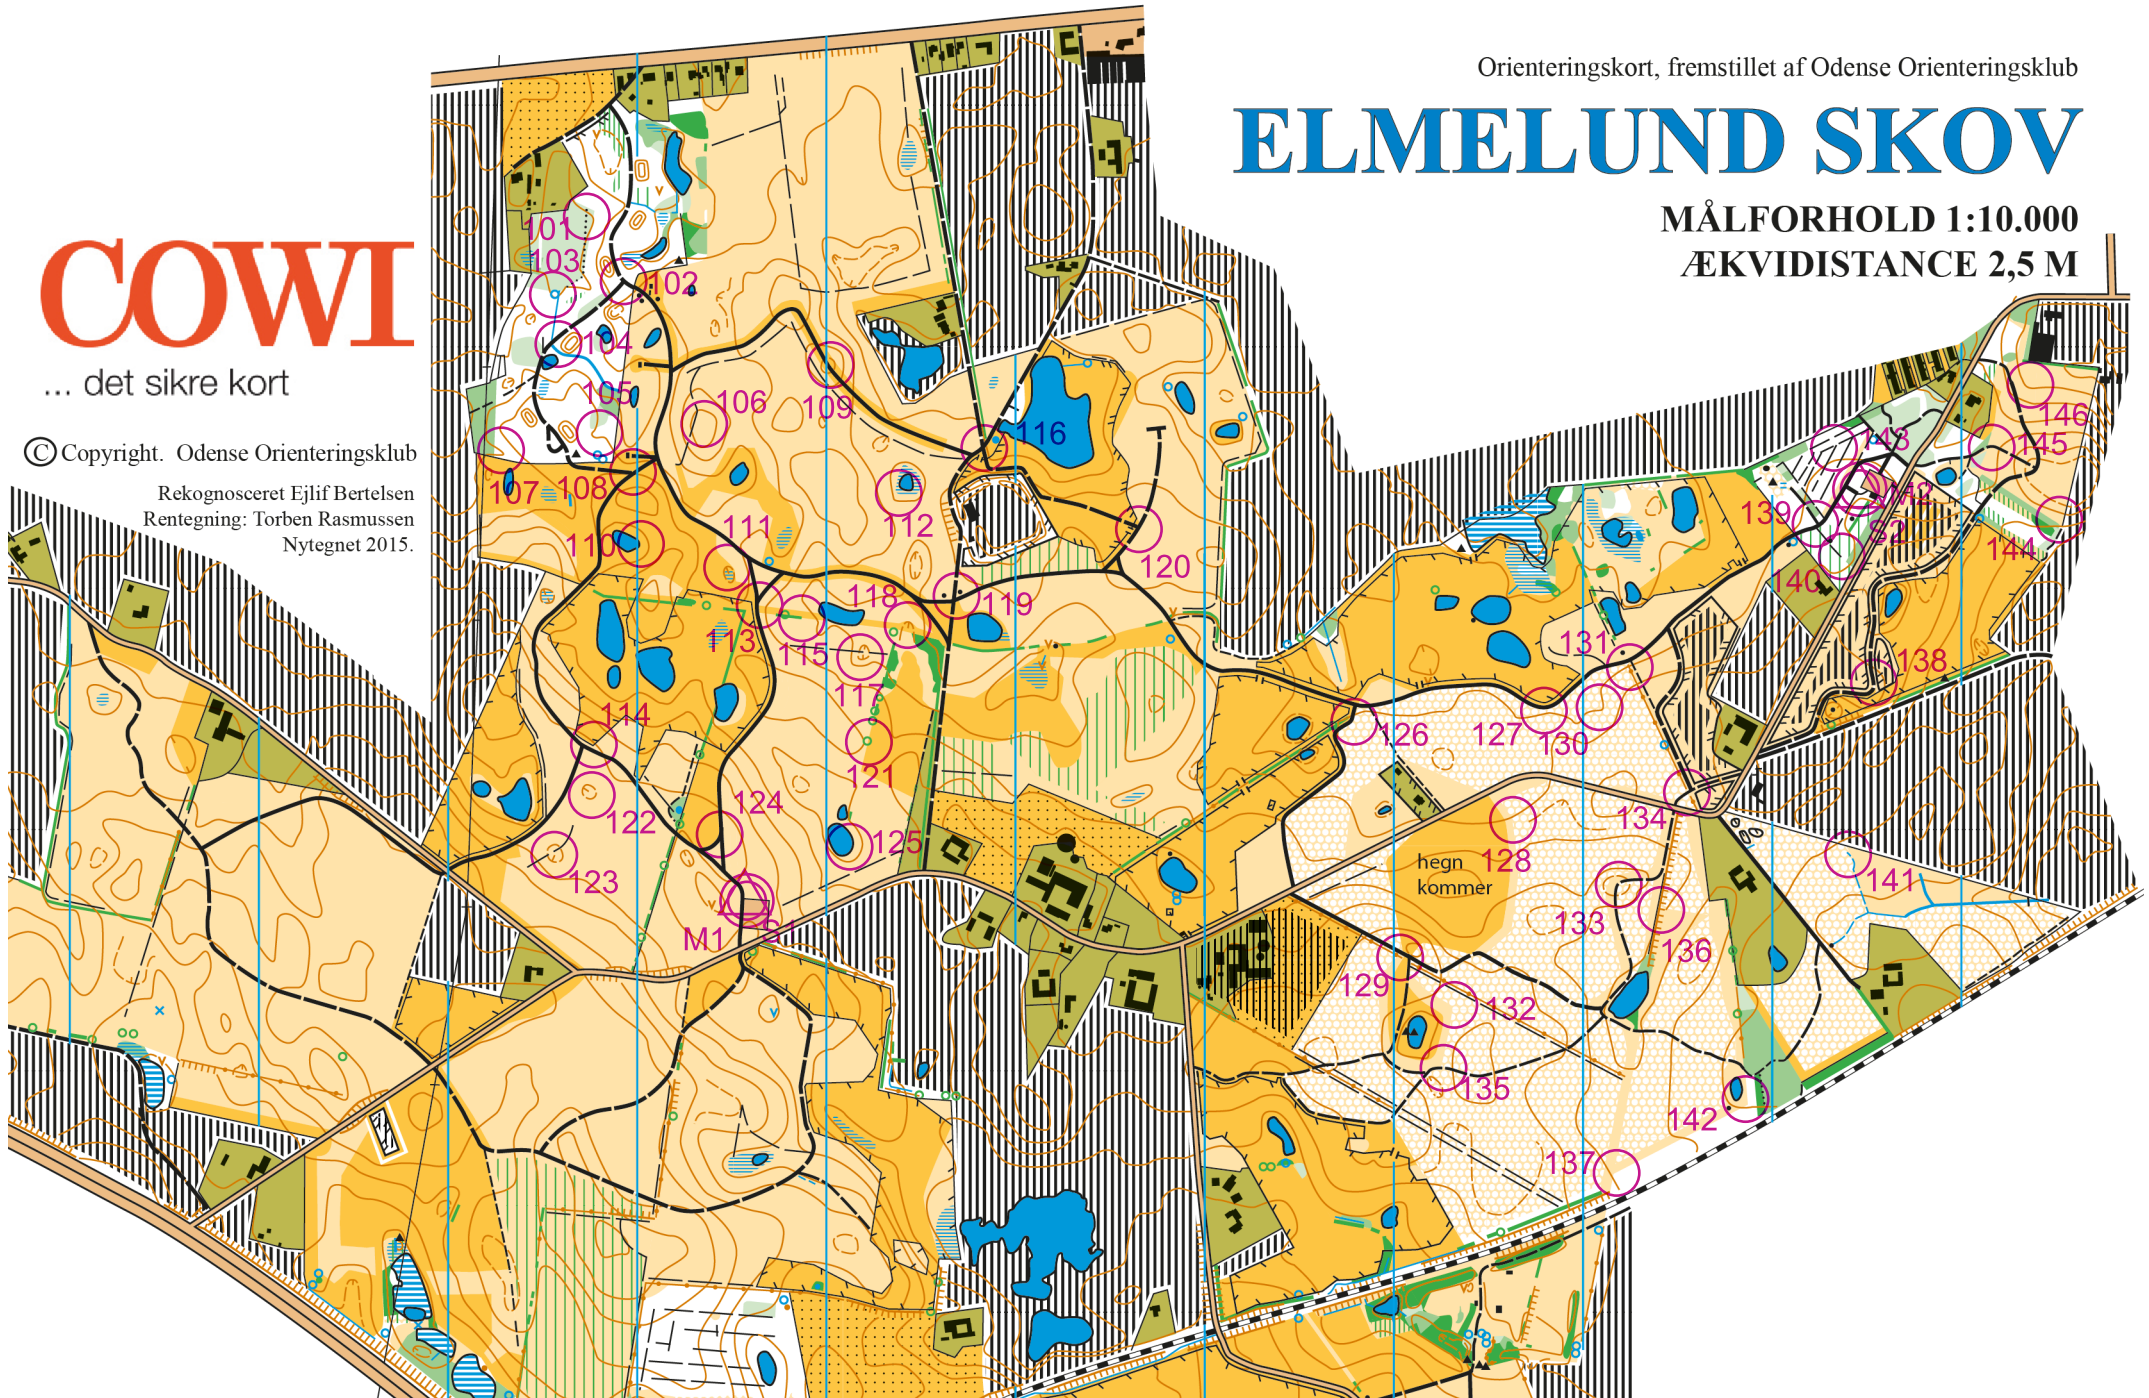 Orienteringskort, fremstillet af Odense Orienteringsklub
ELMELUND SKOV
MÅLFORHOLD 1:10.000
ÆKVIDISTANCE 2,5 M
COWI
... det sikre kort
© Copyright. Odense Orienteringsklub
Rekognosceret Ejlif Bertelsen
Rentegning: Torben Rasmussen
Nytegnet 2015.
101
103
102
104
105
106
109
107
108
116
112
111
110
120
118
119
113
115
117
114
121
122
124
125
123
M1
S1
146
143
145
M2
139
S2
144
140
131
138
126
127
130
134
128
hegn
kommer
141
133
136
129
132
135
142
137